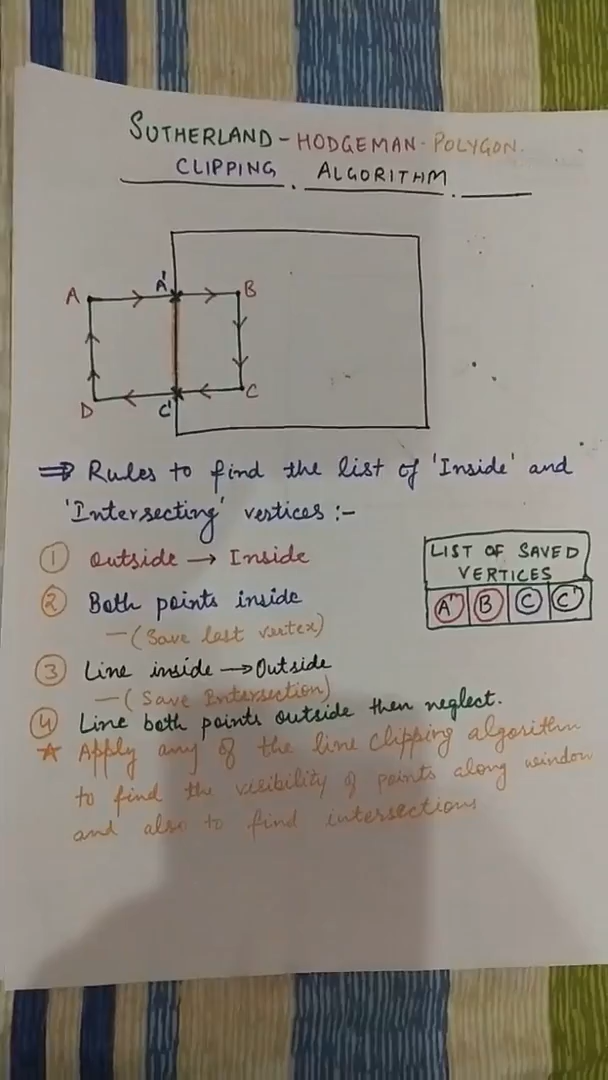 SUTHERLAND - HODGEMAN - POLYGON.
CLIPPING . ALGORITHM .
A A' B
D C' C
⇒ Rules to find the list of 'Inside' and
'Intersecting' vertices :-
① Outside → Inside
② Both points inside
— (Save last vertex)
③ Line inside → Outside
— (Save Intersection)
④ Line both points outside then neglect.
★ Apply any of the line clipping algorithm
to find the visibility of points along window
and also to find intersections
LIST OF SAVED
VERTICES
A' B C C'